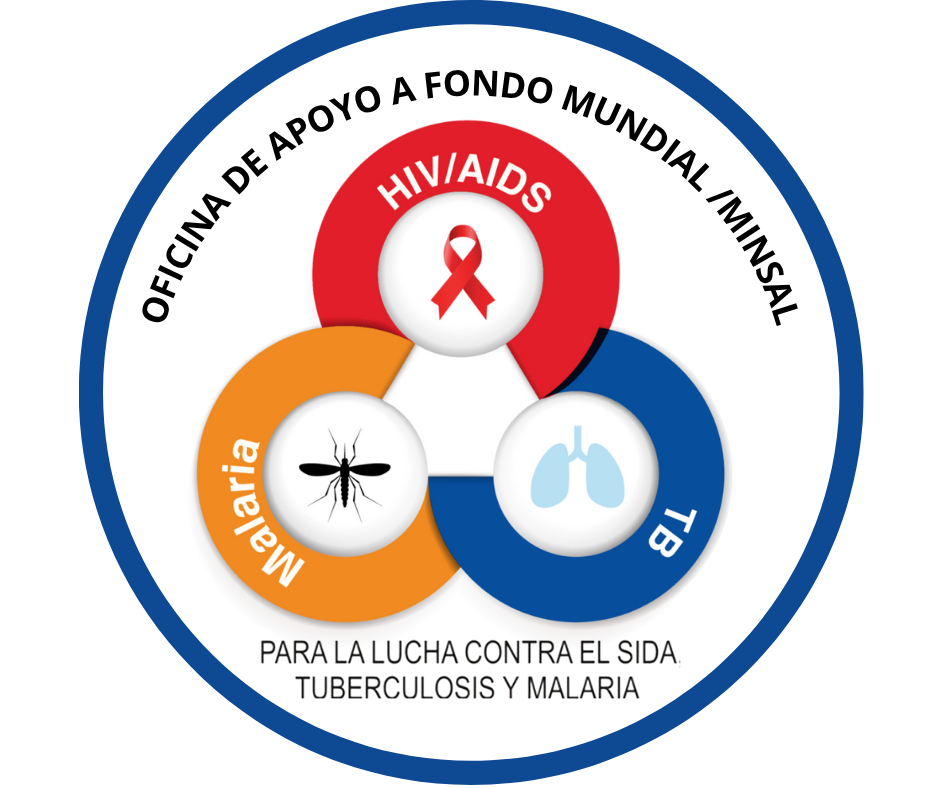 OFICINA DE APOYO A FONDO MUNDIAL /MINSAL
HIV/AIDS
Malaria
TB
PARA LA LUCHA CONTRA EL SIDA,
TUBERCULOSIS Y MALARIA